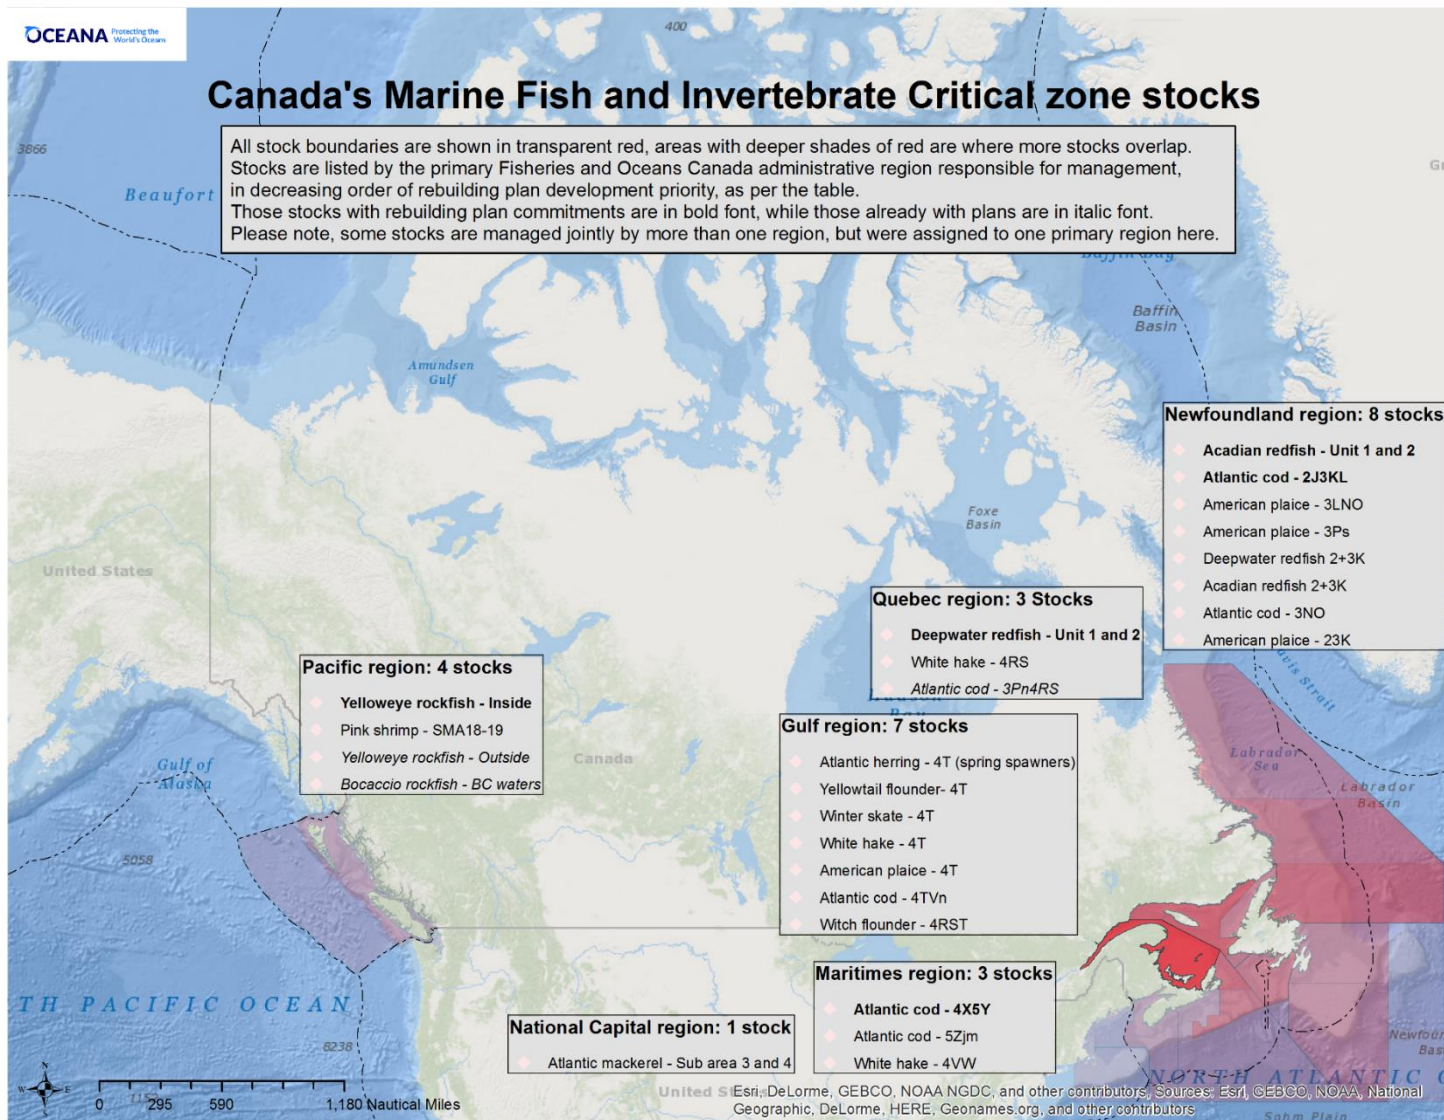 OCEANA Protecting the
World's Oceans
400
Canada's Marine Fish and Invertebrate Critical zone stocks
All stock boundaries are shown in transparent red, areas with deeper shades of red are where more stocks overlap.
Stocks are listed by the primary Fisheries and Oceans Canada administrative region responsible for management,
in decreasing order of rebuilding plan development priority, as per the table.
Those stocks with rebuilding plan commitments are in bold font, while those already with plans are in italic font.
Please note, some stocks are managed jointly by more than one region, but were assigned to one primary region here.
3866
Beaufort
Baffin Bay
Baffin
Basin
Amundsen
Gulf
Foxe
Basin
United States
Canada
Newfoundland region: 8 stocks
Acadian redfish - Unit 1 and 2
Atlantic cod - 2J3KL
American plaice - 3LNO
American plaice - 3Ps
Deepwater redfish 2+3K
Acadian redfish 2+3K
Atlantic cod - 3NO
American plaice - 23K
Quebec region: 3 Stocks
Deepwater redfish - Unit 1 and 2
White hake - 4RS
Atlantic cod - 3Pn4RS
Pacific region: 4 stocks
Yelloweye rockfish - Inside
Pink shrimp - SMA18-19
Yelloweye rockfish - Outside
Bocaccio rockfish - BC waters
Gulf region: 7 stocks
Atlantic herring - 4T (spring spawners)
Yellowtail flounder- 4T
Winter skate - 4T
White hake - 4T
American plaice - 4T
Atlantic cod - 4TVn
Witch flounder - 4RST
Gulf of
Alaska
5058
Labrador
Sea
Labrador
Basin
Strait
Maritimes region: 3 stocks
Atlantic cod - 4X5Y
Atlantic cod - 5Zjm
White hake - 4VW
National Capital region: 1 stock
Atlantic mackerel - Sub area 3 and 4
TH PACIFIC OCEAN
8238
NORTH ATLANTIC
N
W E
S
0 295 590 1,180 Nautical Miles
United
Esri, DeLorme, GEBCO, NOAA NGDC, and other contributors, Sources: Esri, GEBCO, NOAA, National
Geographic, DeLorme, HERE, Geonames.org, and other contributors
Sohm Plain